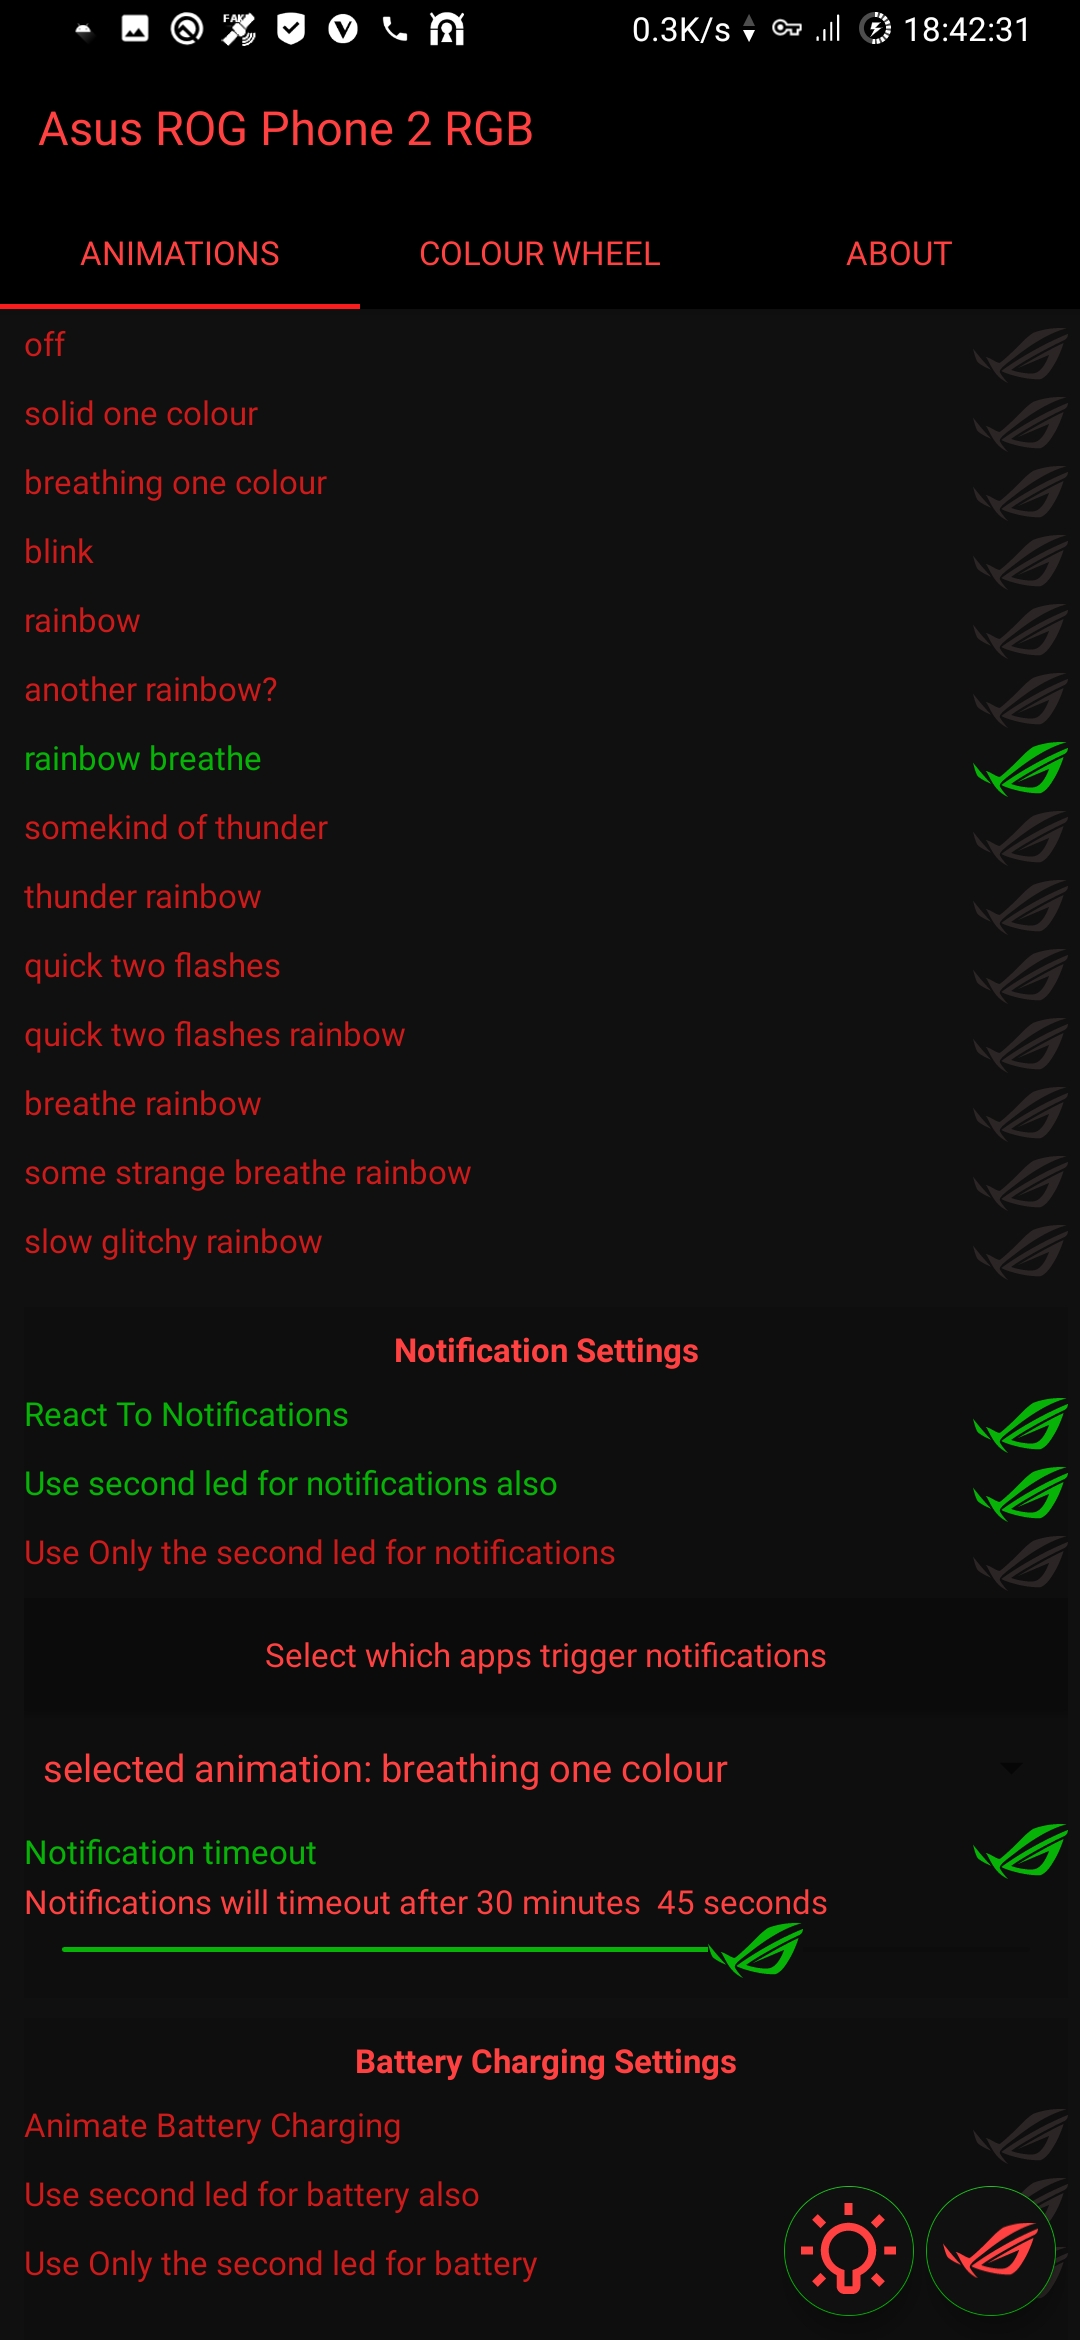 FAKE
0.3K/s
18:42:31
Asus ROG Phone 2 RGB
ANIMATIONS
COLOUR WHEEL
ABOUT
off
solid one colour
breathing one colour
blink
rainbow
another rainbow?
rainbow breathe
somekind of thunder
thunder rainbow
quick two flashes
quick two flashes rainbow
breathe rainbow
some strange breathe rainbow
slow glitchy rainbow
Notification Settings
React To Notifications
Use second led for notifications also
Use Only the second led for notifications
Select which apps trigger notifications
selected animation: breathing one colour
Notification timeout
Notifications will timeout after 30 minutes  45 seconds
Battery Charging Settings
Animate Battery Charging
Use second led for battery also
Use Only the second led for battery